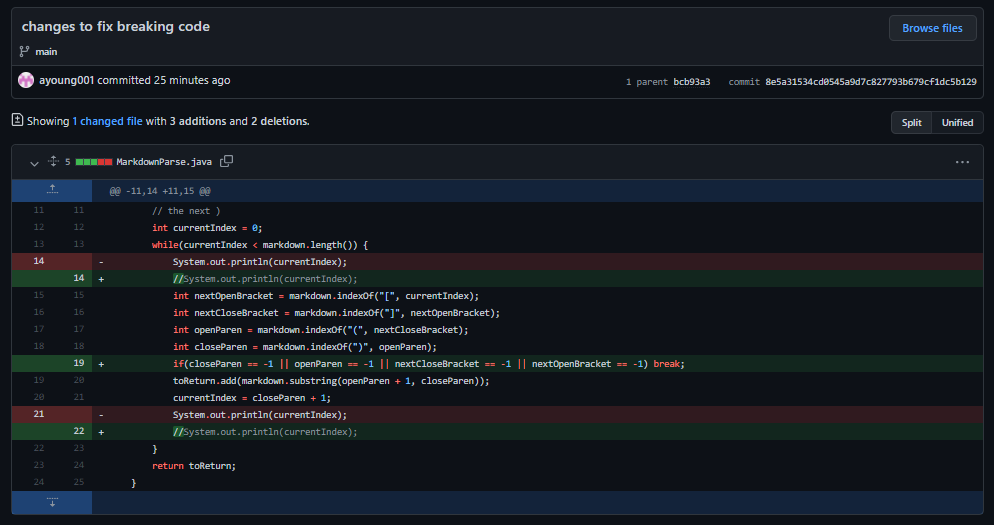 changes to fix breaking code
Browse files
main
ayoung001 committed 25 minutes ago
1 parent bcb93a3 commit 8e5a31534cd0545a9d7c827793b679cf1dc5b129
Showing 1 changed file with 3 additions and 2 deletions.
Split Unified
5 MarkdownParse.java
@@ -11,14 +11,15 @@
11 11 // the next )
12 12 int currentIndex = 0;
13 13 while(currentIndex < markdown.length()) {
14 - System.out.println(currentIndex);
14 + //System.out.println(currentIndex);
15 15 int nextOpenBracket = markdown.indexOf("[", currentIndex);
16 16 int nextCloseBracket = markdown.indexOf("]", nextOpenBracket);
17 17 int openParen = markdown.indexOf("(", nextCloseBracket);
18 18 int closeParen = markdown.indexOf(")", openParen);
19 + if(closeParen == -1 || openParen == -1 || nextCloseBracket == -1 || nextOpenBracket == -1) break;
19 20 toReturn.add(markdown.substring(openParen + 1, closeParen));
20 21 currentIndex = closeParen + 1;
21 - System.out.println(currentIndex);
22 + //System.out.println(currentIndex);
22 23 }
23 24 return toReturn;
24 25 }